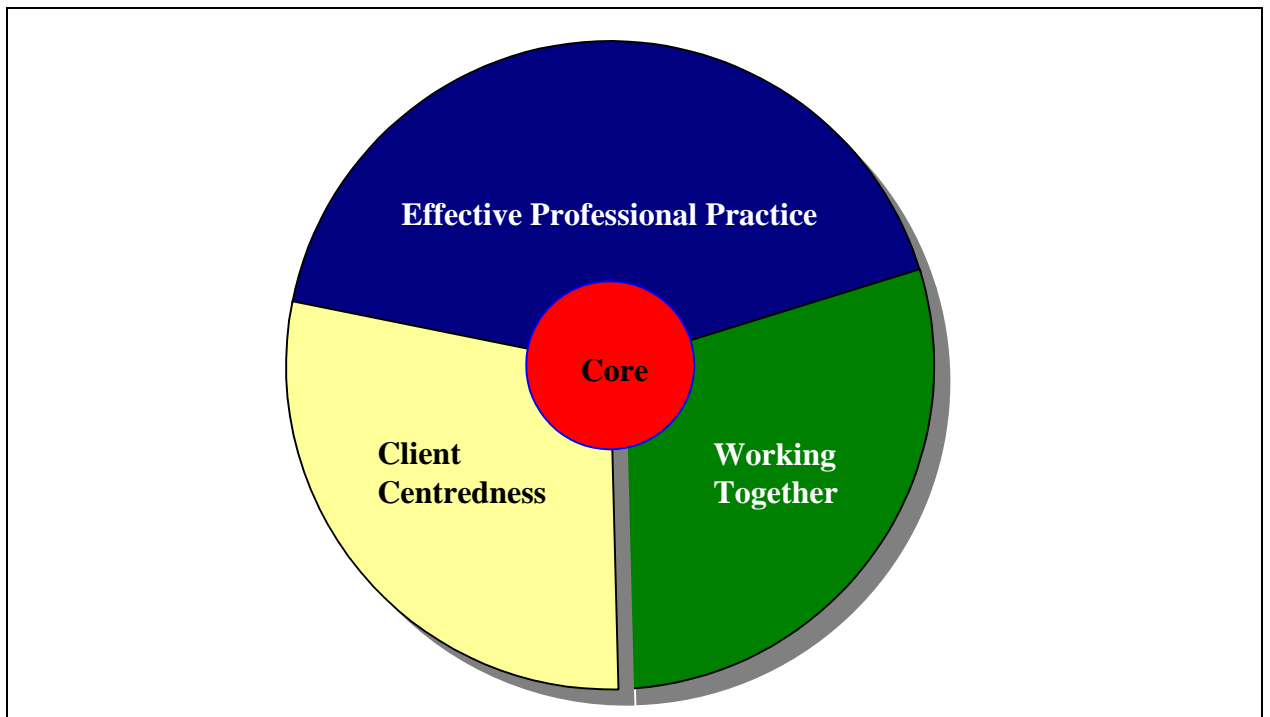 Effective Professional Practice
Core
Client
Centredness
Working
Together